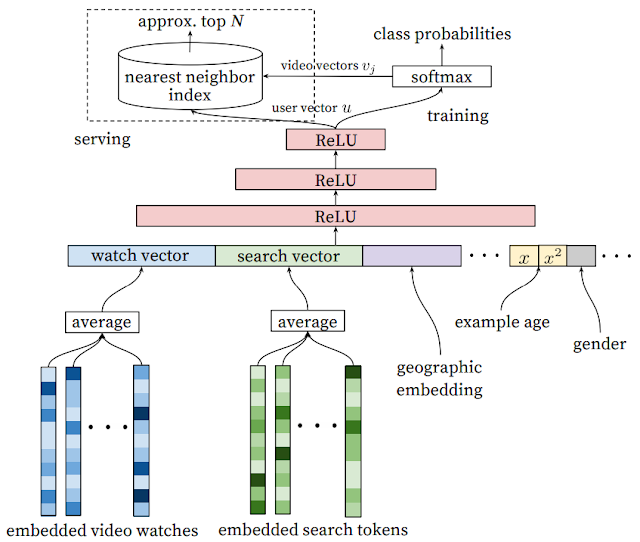 approx. top N
class probabilities
nearest neighbor
index
video vectors v_j
softmax
user vector u
serving
training
ReLU
ReLU
ReLU
watch vector
search vector
x
x²
average
average
example age
gender
geographic
embedding
embedded video watches
embedded search tokens